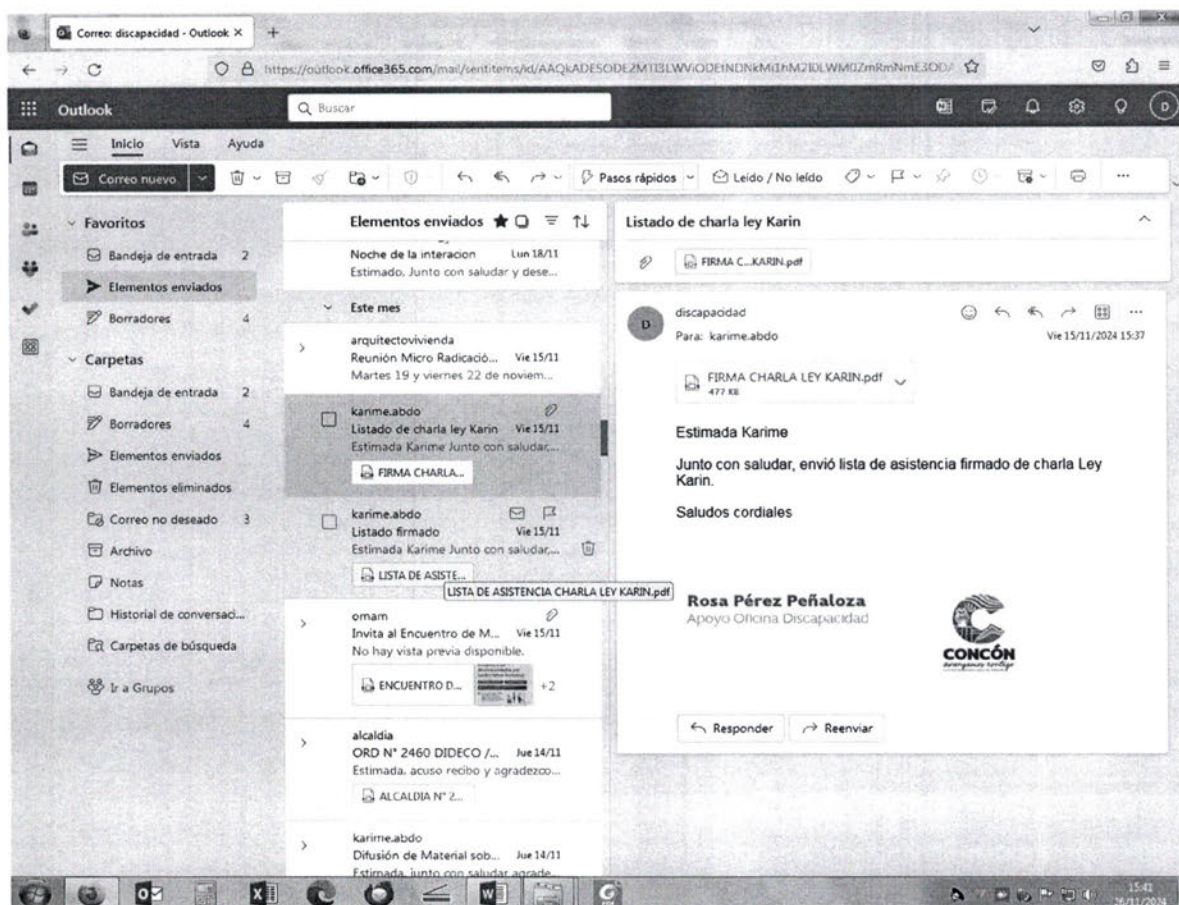 Correo: discapacidad - Outlook
Outlook
Buscar
Inicio Vista Ayuda
Correo nuevo
Pasos rápidos
Leído / No leído
Favoritos
Bandeja de entrada 2
Elementos enviados
Borradores 4
Carpetas
Bandeja de entrada 2
Borradores 4
Elementos enviados
Elementos eliminados
Correo no deseado 3
Archivo
Notas
Historial de conversaci...
Carpetas de búsqueda
Ir a Grupos
Elementos enviados
Noche de la interacion Lun 18/11
Estimado, Junto con saludar y dese...
Este mes
arquitectovivienda
Reunión Micro Radicació... Vie 15/11
Martes 19 y viernes 22 de noviem...
karime.abdo
Listado de charla ley Karin Vie 15/11
Estimada Karime Junto con saludar,...
FIRMA CHARLA...
karime.abdo
Listado firmado Vie 15/11
Estimada Karime Junto con saludar,...
LISTA DE ASISTE...
LISTA DE ASISTENCIA CHARLA LEY KARIN.pdf
omam
Invita al Encuentro de M... Vie 15/11
No hay vista previa disponible.
ENCUENTRO D... +2
alcaldia
ORD N° 2460 DIDECO /... Jue 14/11
Estimada, acuso recibo y agradezco...
ALCALDIA N° 2...
karime.abdo
Difusión de Material sob... Jue 14/11
Estimada, junto con saludar agrade...
Listado de charla ley Karin
FIRMA C...KARIN.pdf
D
discapacidad
Para: karime.abdo Vie 15/11/2024 15:37
FIRMA CHARLA LEY KARIN.pdf
477 KB
Estimada Karime
Junto con saludar, envió lista de asistencia firmado de charla Ley
Karin.
Saludos cordiales
Rosa Pérez Peñaloza
Apoyo Oficina Discapacidad
CONCÓN
Responder Reenviar
15:41
26/11/2024